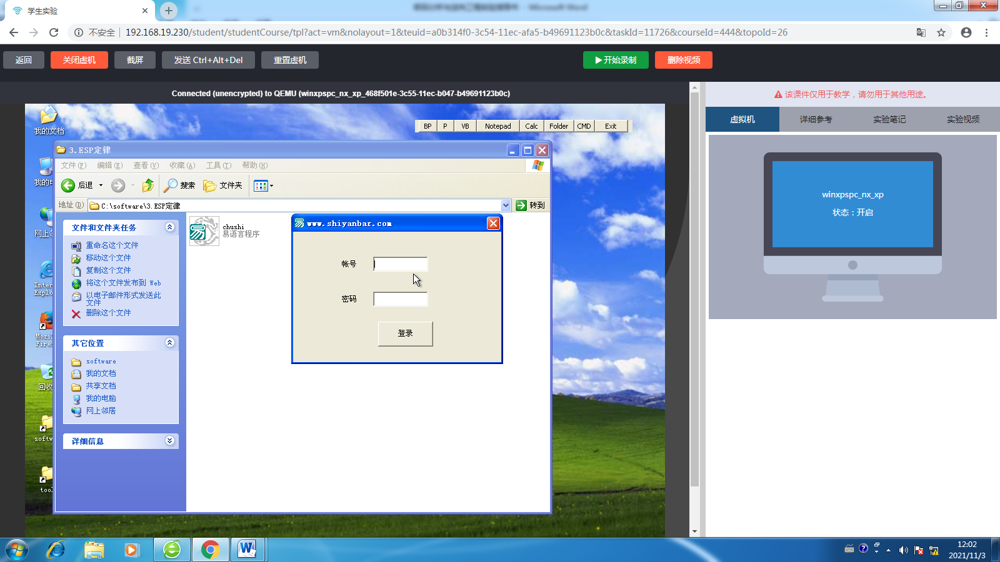 学生实验
不安全
192.168.19.230/student/studentCourse/tpl?act=vm&nolayout=1&teuid=a0b314f0-3c54-11ec-afa5-b49691123b0c&taskId=11726&courseId=444&topoId=26
返回
关闭虚机
截屏
发送 Ctrl+Alt+Del
重置虚机
开始录制
删除视频
Connected (unencrypted) to QEMU (winxpspc_nx_xp_468f501e-3c55-11ec-b047-b49691123b0c)
该课件仅用于教学，请勿用于其他用途。
虚拟机
详细参考
实验笔记
实验视频
winxpspc_nx_xp
状态：开启
我的文档
BP
P
VB
Notepad
Calc
Folder
CMD
Exit
3.ESP定律
文件(F)
编辑(E)
查看(V)
收藏(A)
工具(T)
帮助(H)
后退
搜索
文件夹
地址(D)
C:\software\3.ESP定律
转到
文件和文件夹任务
重命名这个文件
移动这个文件
复制这个文件
将这个文件发布到 Web
以电子邮件形式发送此
文件
删除这个文件
其它位置
software
我的文档
共享文档
我的电脑
网上邻居
详细信息
chushi
易语言程序
www.shiyanbar.com
帐号
密码
登录
我的
网上
Inter
Explo
Mozi
Fire
回收
softw
too
12:02
2021/11/3